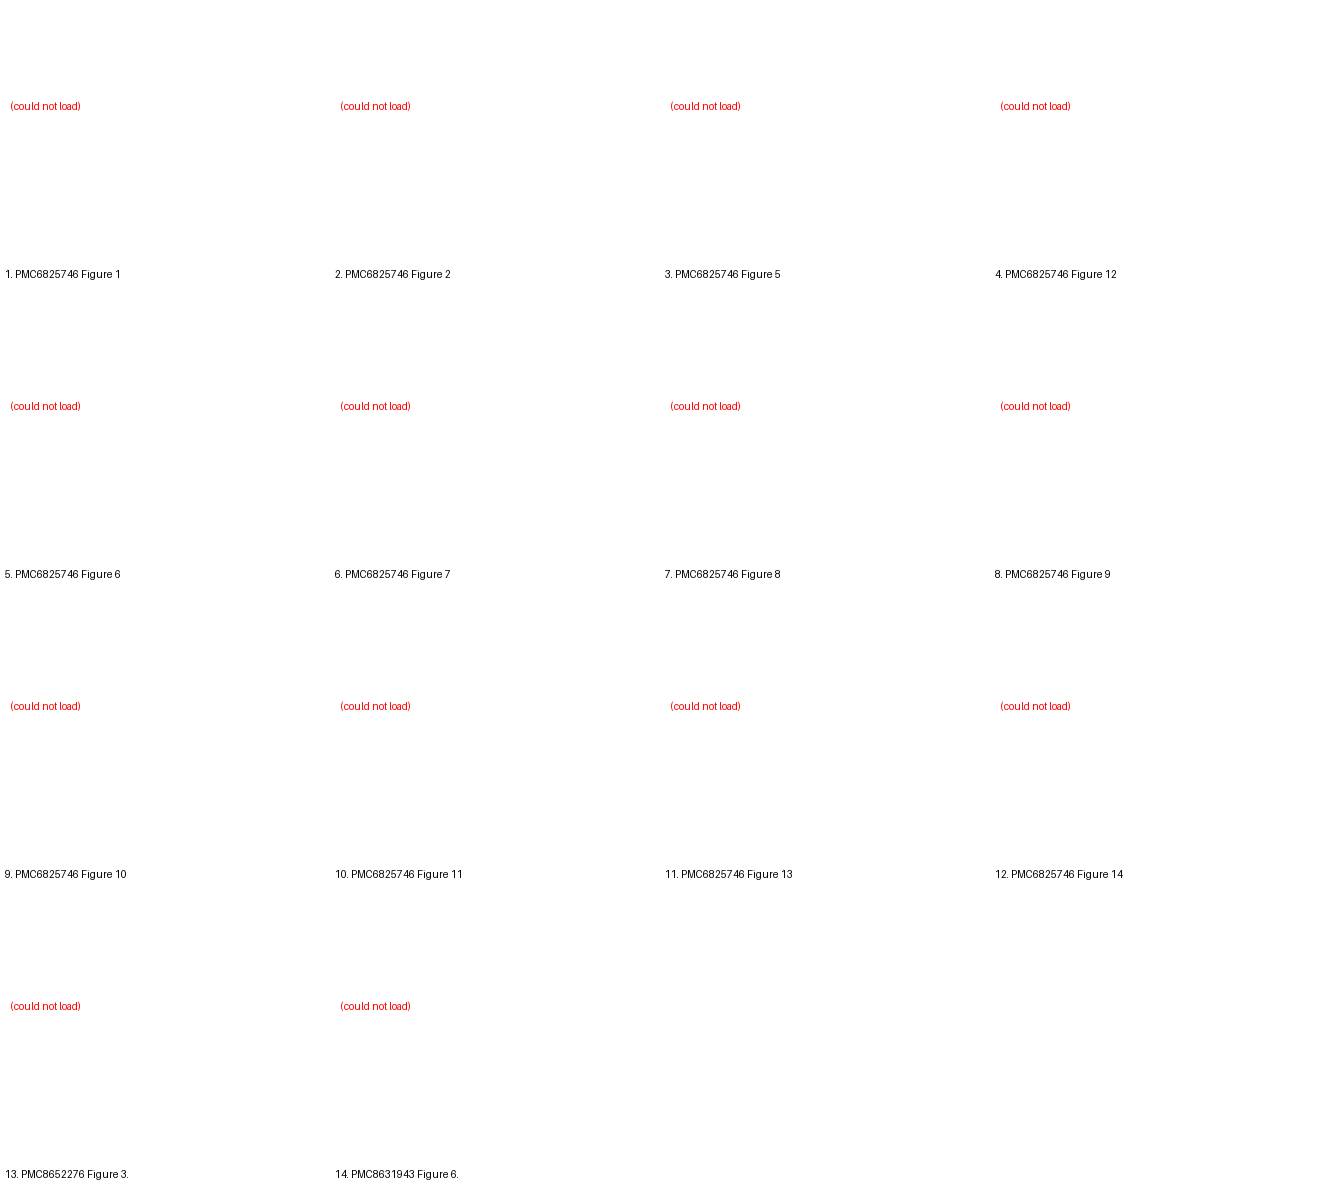 (could not load) (could not load) (could not load) (could not load)
1. PMC6825746 Figure 1 2. PMC6825746 Figure 2 3. PMC6825746 Figure 5 4. PMC6825746 Figure 12
(could not load) (could not load) (could not load) (could not load)
5. PMC6825746 Figure 6 6. PMC6825746 Figure 7 7. PMC6825746 Figure 8 8. PMC6825746 Figure 9
(could not load) (could not load) (could not load) (could not load)
9. PMC6825746 Figure 10 10. PMC6825746 Figure 11 11. PMC6825746 Figure 13 12. PMC6825746 Figure 14
(could not load) (could not load)
13. PMC8652276 Figure 3. 14. PMC8631943 Figure 6.